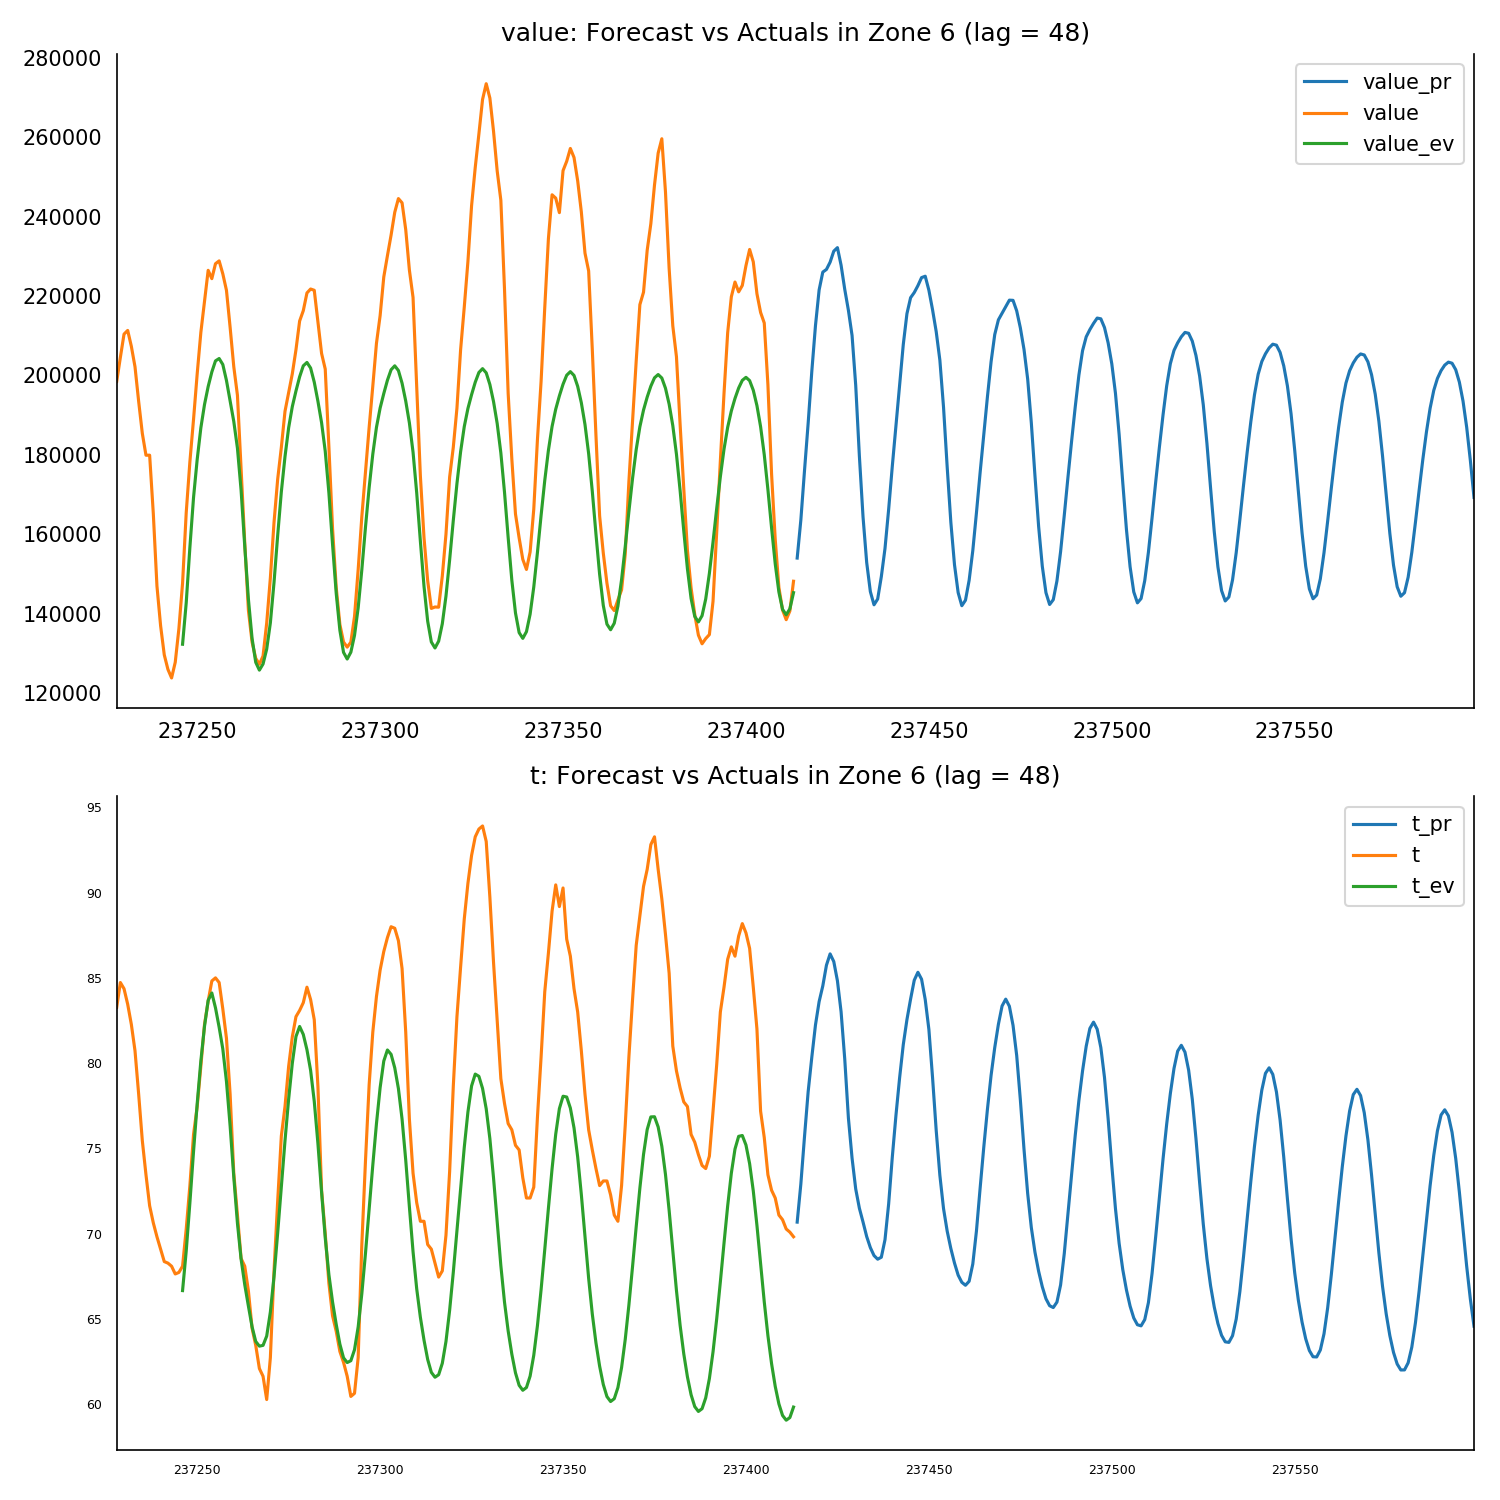 value: Forecast vs Actuals in Zone 6 (lag = 48)
280000
260000
240000
220000
200000
180000
160000
140000
120000
value_pr
value
value_ev
237250 237300 237350 237400 237450 237500 237550
t: Forecast vs Actuals in Zone 6 (lag = 48)
95
90
85
80
75
70
65
60
t_pr
t
t_ev
237250 237300 237350 237400 237450 237500 237550